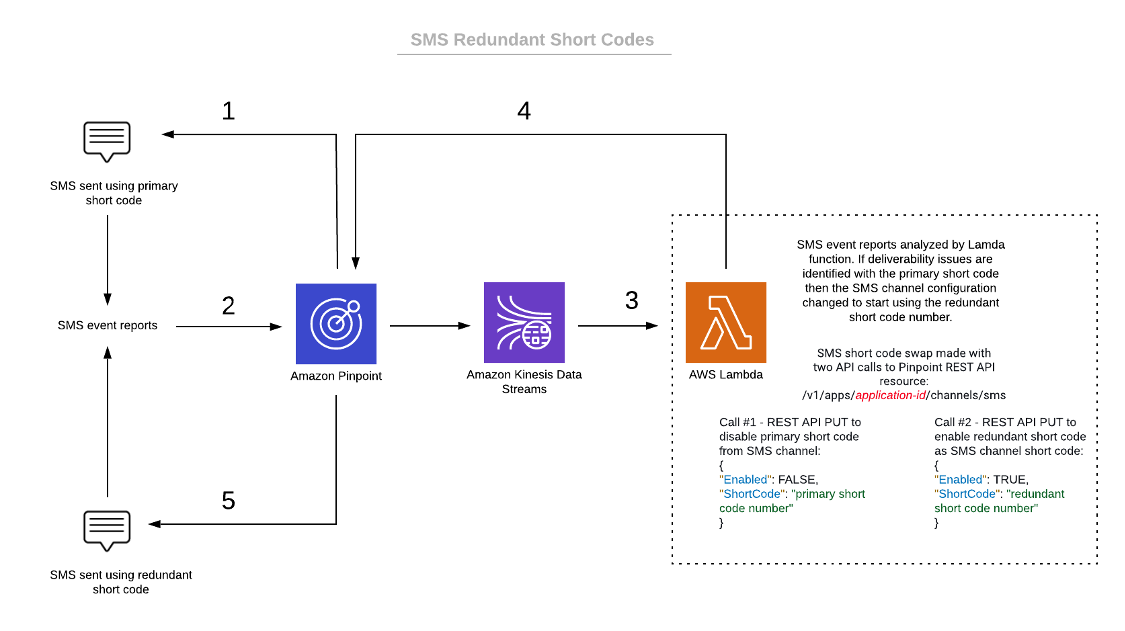 SMS Redundant Short Codes
1
4
SMS sent using primary
short code
SMS event reports
2
3
Amazon Pinpoint
Amazon Kinesis Data
Streams
AWS Lambda
5
SMS sent using redundant
short code
SMS event reports analyzed by Lamda
function. If deliverability issues are
identified with the primary short code
then the SMS channel configuration
changed to start using the redundant
short code number.
SMS short code swap made with
two API calls to Pinpoint REST API
resource:
/v1/apps/application-id/channels/sms
Call #1 - REST API PUT to
disable primary short code
from SMS channel:
{
"Enabled": FALSE,
"ShortCode": "primary short
code number"
}
Call #2 - REST API PUT to
enable redundant short code
as SMS channel short code:
{
"Enabled": TRUE,
"ShortCode": "redundant
short code number"
}